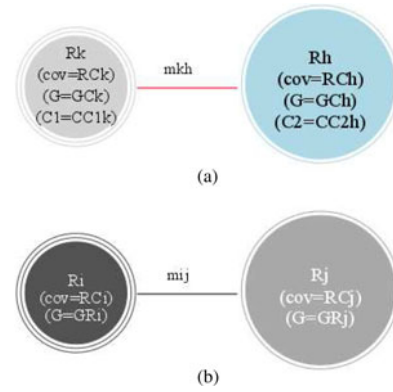 Rk
(cov=RCk)
(G=GCk)
(C1=CC1k)
mkh
Rh
(cov=RCh)
(G=GCh)
(C2=CC2h)
(a)
Ri
(cov=RCi)
(G=GRi)
mij
Rj
(cov=RCj)
(G=GRj)
(b)